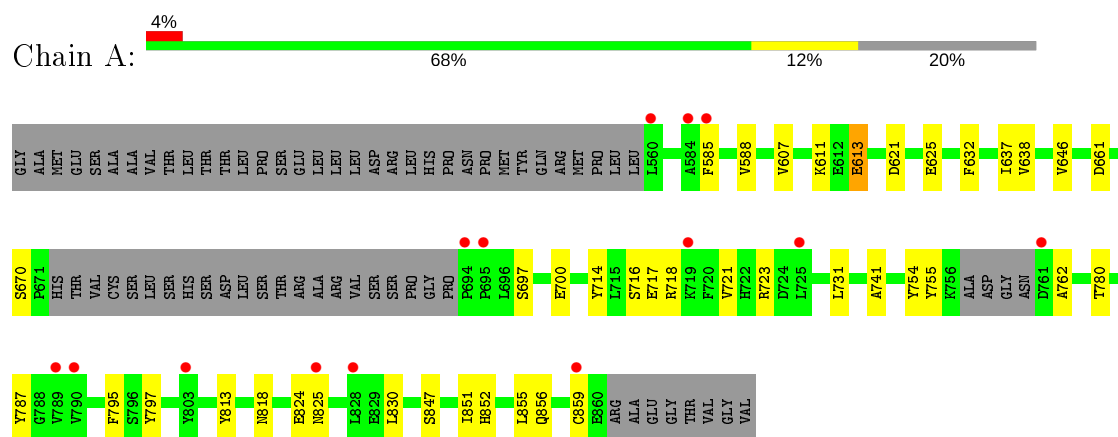 4%
Chain A:
68% 12% 20%
GLY ALA MET GLU SER ALA ALA VAL THR LEU THR THR LEU PRO SER GLU LEU LEU LEU ASP ARG LEU HIS PRO ASN PRO MET TYR GLN ARG MET PRO LEU LEU L560 A584 F585 V588 V607 K611 E612 E613 D621 E625 F632 I637 V638 V646 D661
S670 P671 HIS THR VAL CYS SER LEU SER HIS SER ASP LEU SER THR ARG ALA ARG VAL SER SER PRO GLY PRO P694 P695 L696 S697 E700 Y714 L715 S716 E717 R718 K719 F720 V721 H722 R723 D724 L725 L731 A741 Y754 Y755 K756 ALA ASP GLY ASN D761 A762 T780
Y787 G788 V789 V790 F795 S796 Y797 Y803 Y813 N818 E824 N825 L828 E829 L830 S847 I851 H852 L855 Q856 C859 E860 ARG ALA GLU GLY THR VAL GLY VAL